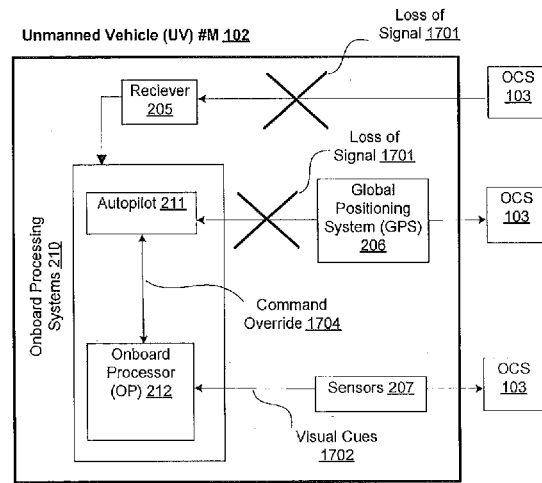 Unmanned Vehicle (UV) #M 102
Loss of
Signal 1701
Reciever
205
OCS
103
Loss of
Signal 1701
Autopilot 211
Global
Positioning
System (GPS)
206
OCS
103
Onboard Processing
Systems 210
Command
Override 1704
Onboard
Processor
(OP) 212
Sensors 207
OCS
103
Visual Cues
1702